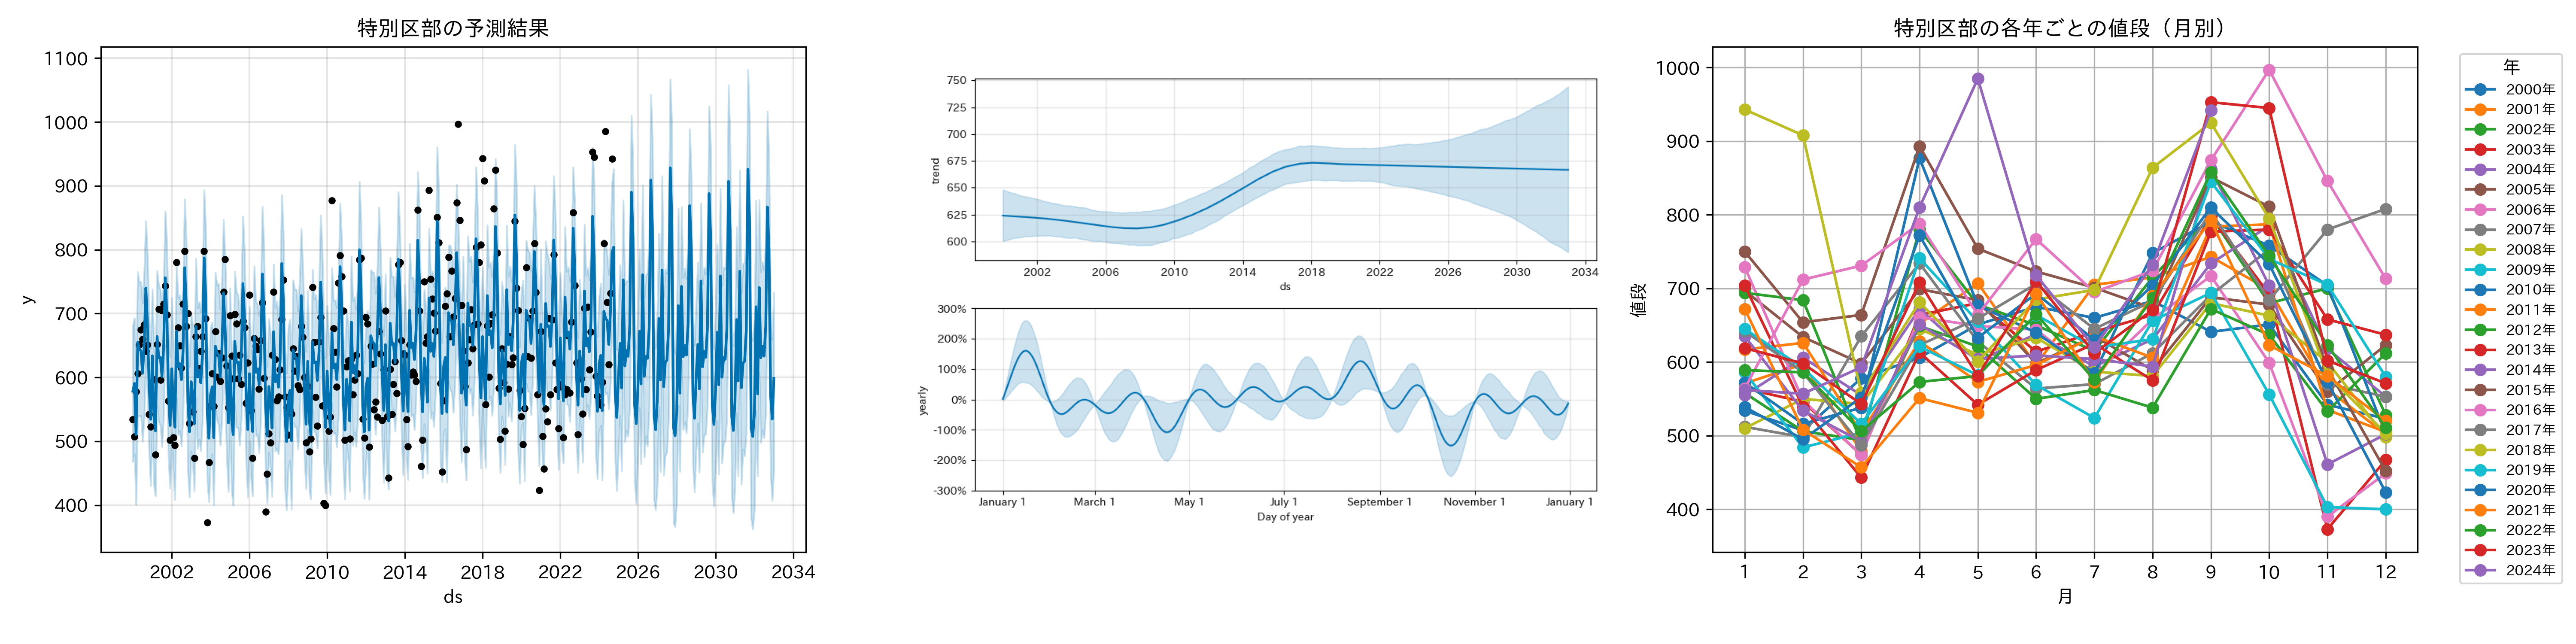 特別区部の予測結果
1100
1000
900
800
700
600
500
400
y
2002 2006 2010 2014 2018 2022 2026 2030 2034
ds
750
725
700
675
650
625
600
trend
2002 2006 2010 2014 2018 2022 2026 2030 2034
ds
300%
200%
100%
0%
-100%
-200%
-300%
yearly
January 1 March 1 May 1 July 1 September 1 November 1 January 1
Day of year
特別区部の各年ごとの値段（月別）
1000
900
800
700
600
500
400
値段
1 2 3 4 5 6 7 8 9 10 11 12
月
年
2000年
2001年
2002年
2003年
2004年
2005年
2006年
2007年
2008年
2009年
2010年
2011年
2012年
2013年
2014年
2015年
2016年
2017年
2018年
2019年
2020年
2021年
2022年
2023年
2024年